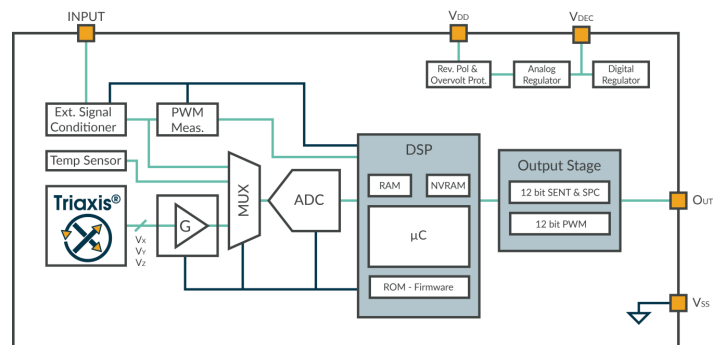 INPUT
VDD
VDEC
Rev. Pol &
Overvolt Prot.
Analog
Regulator
Digital
Regulator
Ext. Signal
Conditioner
PWM
Meas.
Temp Sensor
Triaxis®
VX
VY
VZ
G
MUX
ADC
DSP
RAM
NVRAM
µC
ROM - Firmware
Output Stage
12 bit SENT & SPC
12 bit PWM
OUT
VSS